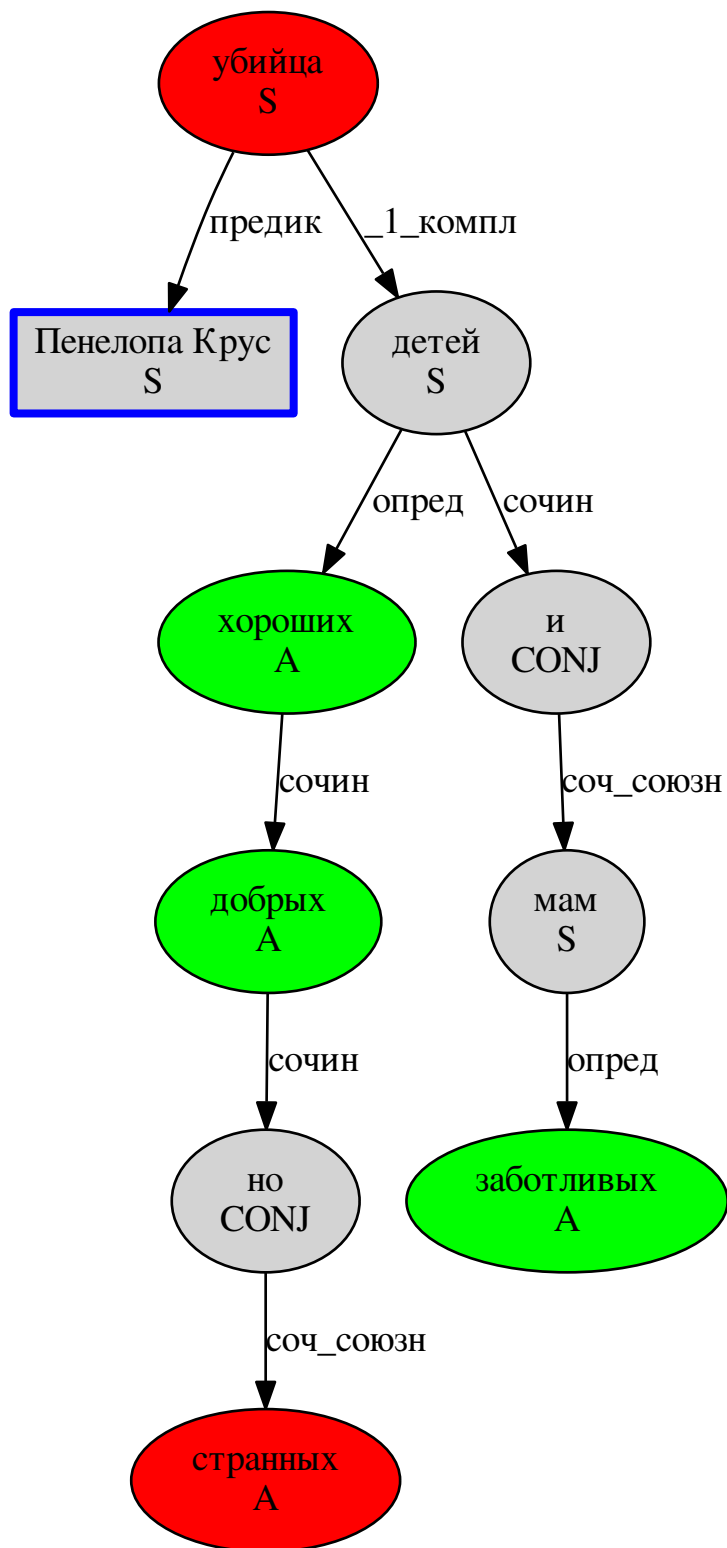 убийца
S
предик
_1_компл
Пенелопа Крус
S
детей
S
опред
сочин
хороших
A
и
CONJ
сочин
соч_союзн
добрых
A
мам
S
сочин
опред
но
CONJ
заботливых
A
соч_союзн
странных
A